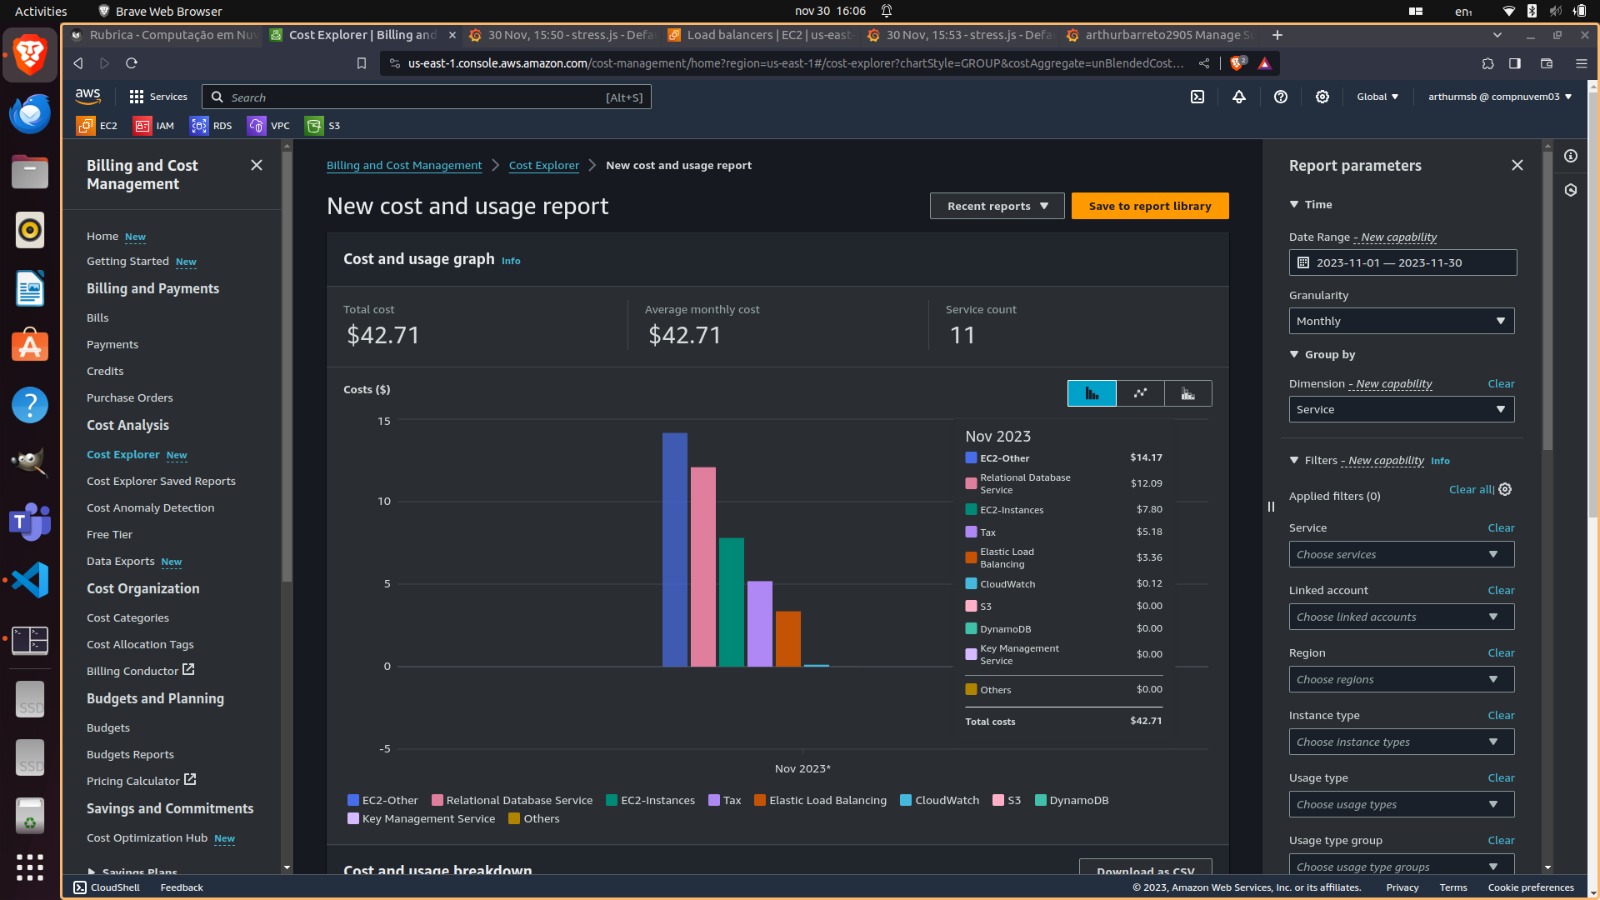 Activities
Brave Web Browser
nov 30 16:06
en₁
Rubrica - Computação em Nuv
Cost Explorer | Billing and
30 Nov, 15:50 - stress.js - Defa
Load balancers | EC2 | us-east-
30 Nov, 15:53 - stress.js - Defa
arthurbarreto2905 Manage S
us-east-1.console.aws.amazon.com/cost-management/home?region=us-east-1#/cost-explorer?chartStyle=GROUP&costAggregate=unBlendedCost...
2
aws
Services
Search
[Alt+S]
Global
arthurmsb @ compnuvem03
EC2
IAM
RDS
VPC
S3
Billing and Cost
Management
Home New
Getting Started New
Billing and Payments
Bills
Payments
Credits
Purchase Orders
Cost Analysis
Cost Explorer New
Cost Explorer Saved Reports
Cost Anomaly Detection
Free Tier
Data Exports New
Cost Organization
Cost Categories
Cost Allocation Tags
Billing Conductor
Budgets and Planning
Budgets
Budgets Reports
Pricing Calculator
Savings and Commitments
Cost Optimization Hub New
Savings Plans
Billing and Cost Management
Cost Explorer
New cost and usage report
New cost and usage report
Recent reports
Save to report library
Cost and usage graph Info
Total cost
$42.71
Average monthly cost
$42.71
Service count
11
Costs ($)
15
10
5
0
-5
Nov 2023*
Nov 2023
EC2-Other $14.17
Relational Database
Service $12.09
EC2-Instances $7.80
Tax $5.18
Elastic Load
Balancing $3.36
CloudWatch $0.12
S3 $0.00
DynamoDB $0.00
Key Management
Service $0.00
Others $0.00
Total costs $42.71
EC2-Other Relational Database Service EC2-Instances Tax Elastic Load Balancing CloudWatch S3 DynamoDB
Key Management Service Others
Cost and usage breakdown
Download as CSV
Report parameters
Time
Date Range - New capability
2023-11-01 — 2023-11-30
Granularity
Monthly
Group by
Dimension - New capability Clear
Service
Filters - New capability Info
Applied filters (0) Clear all|
Service Clear
Choose services
Linked account Clear
Choose linked accounts
Region Clear
Choose regions
Instance type Clear
Choose instance types
Usage type Clear
Choose usage types
Usage type group Clear
Choose usage type groups
T
SSD
SSD
CloudShell
Feedback
© 2023, Amazon Web Services, Inc. or its affiliates.
Privacy
Terms
Cookie preferences